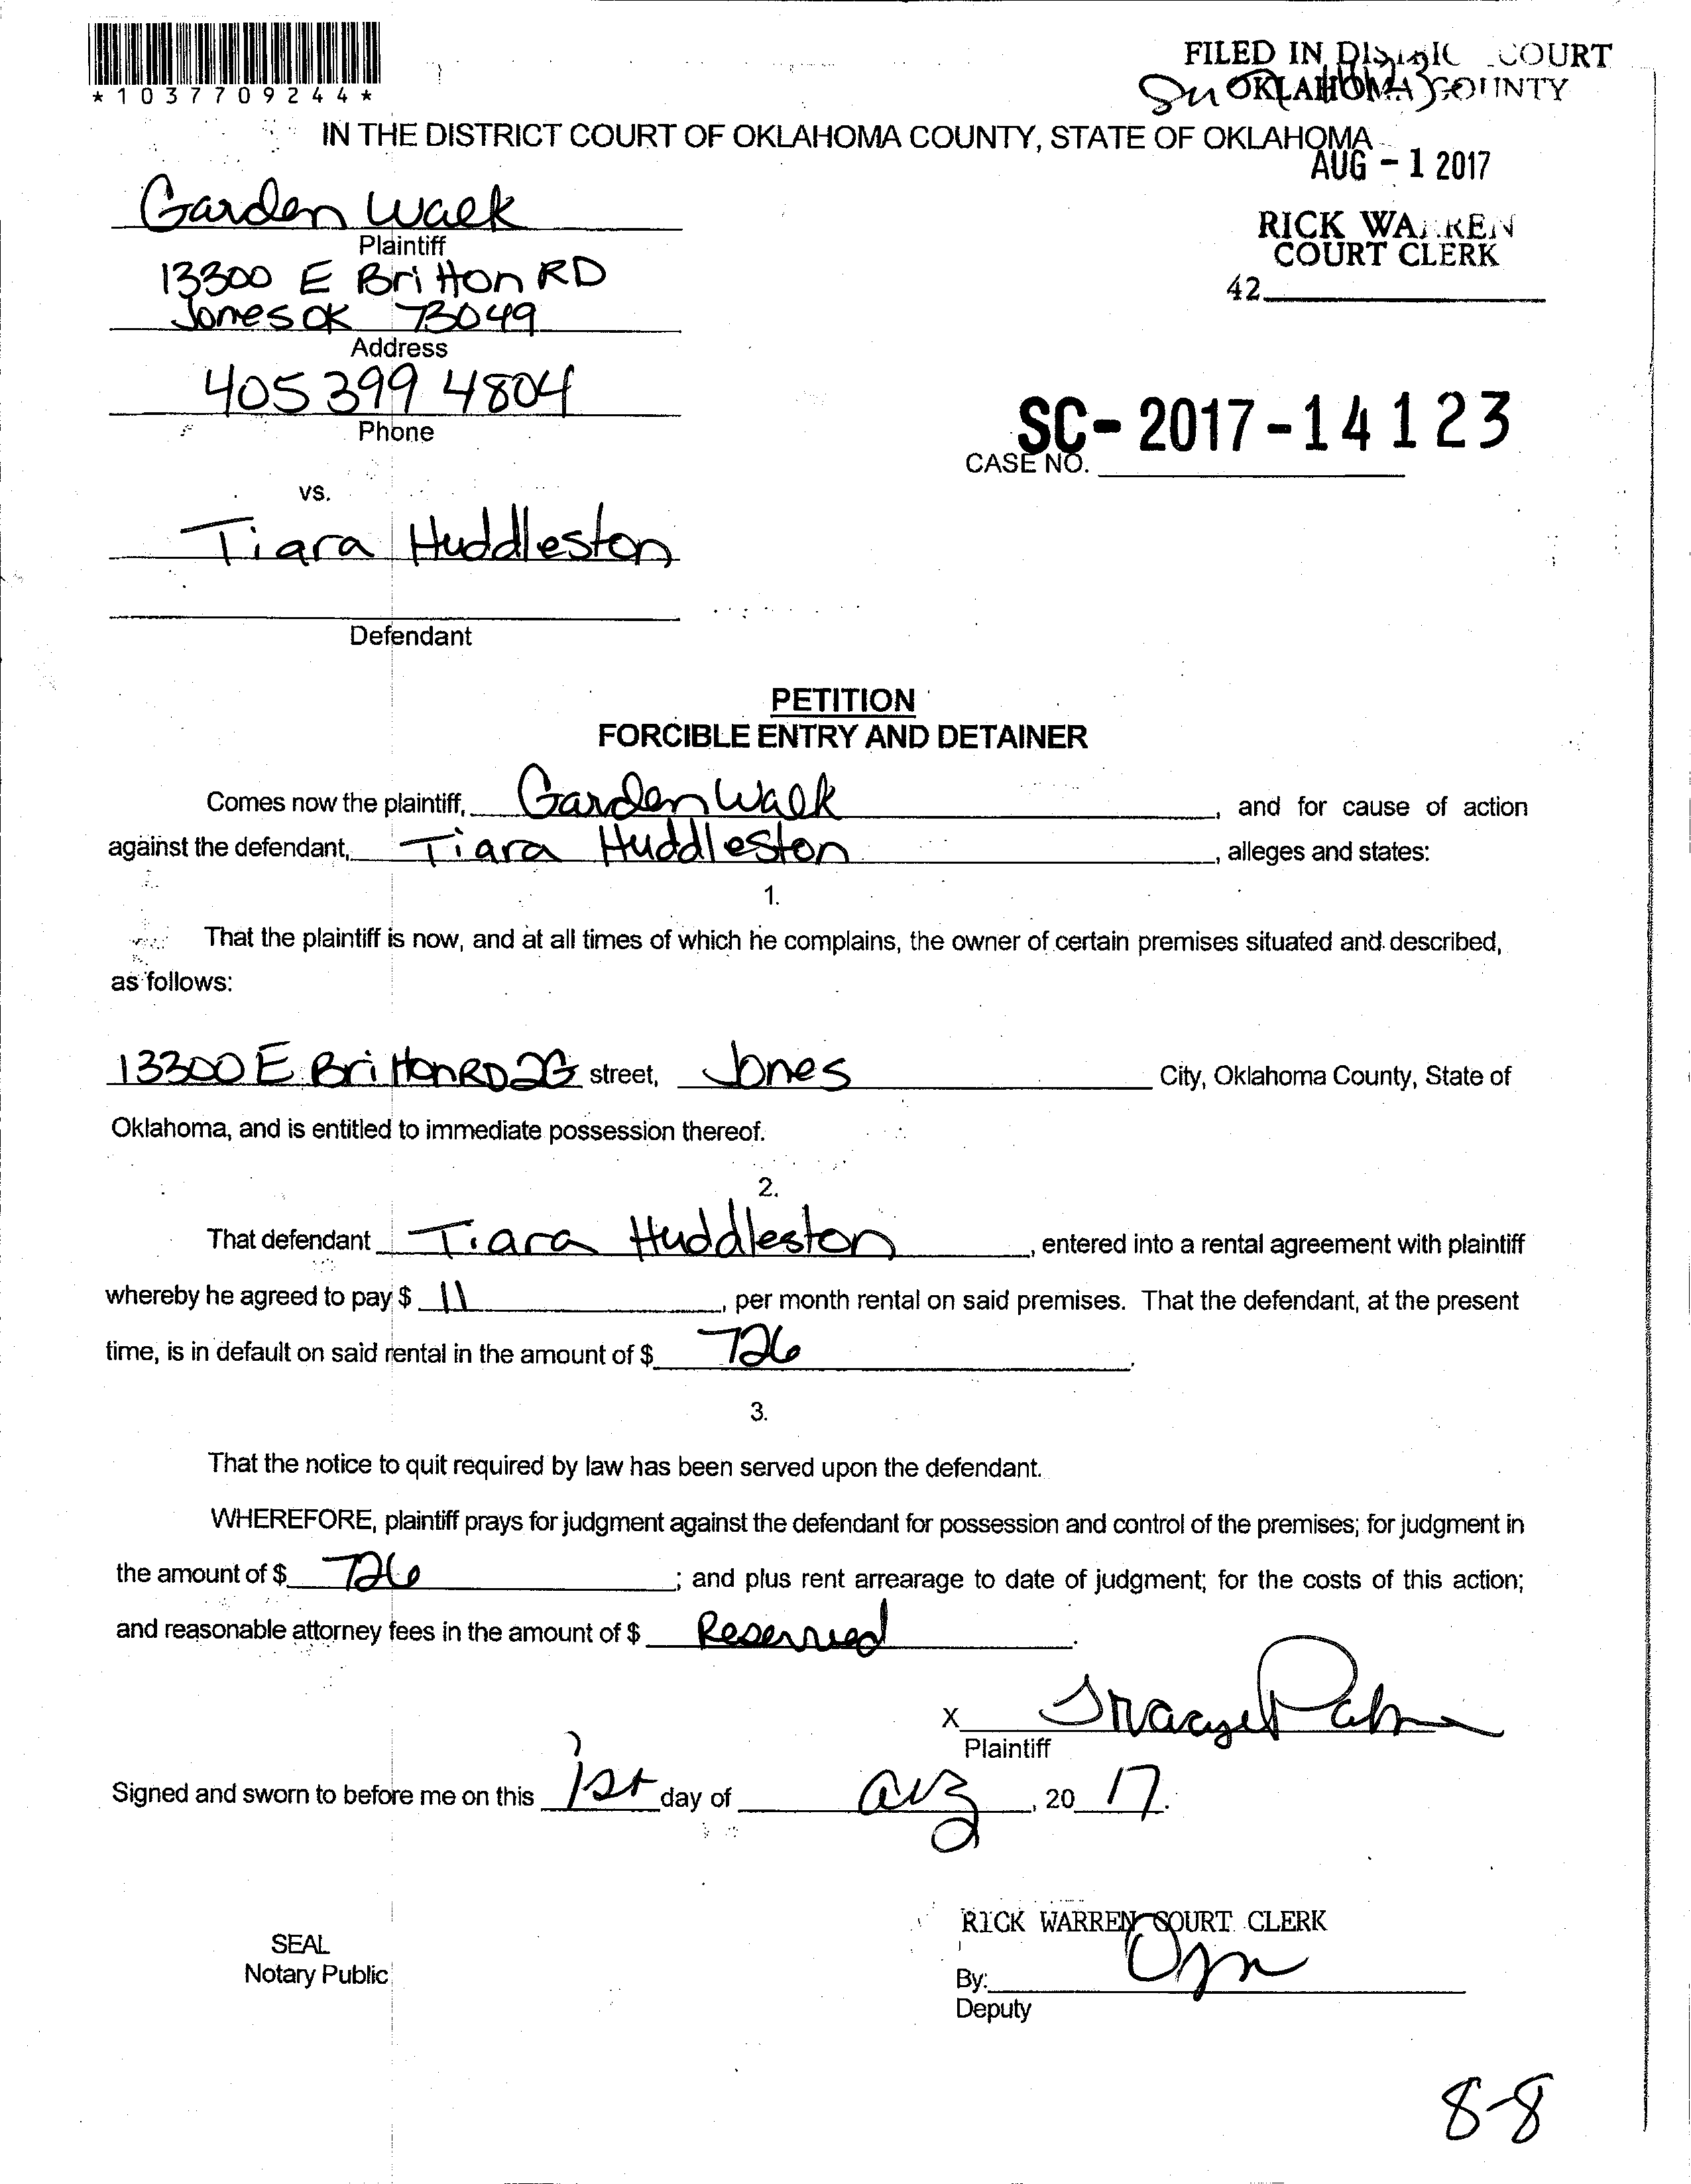 *1037709244*
FILED IN DISTRICT COURT
OKLAHOMA COUNTY
IN THE DISTRICT COURT OF OKLAHOMA COUNTY, STATE OF OKLAHOMA
AUG - 1 2017
Garden Walk
Plaintiff
RICK WARREN
COURT CLERK
42
13300 E Britton RD
Jones OK 73049
Address
405 399 4804
Phone
SC-2017-14123
CASE NO.
vs.
Tiara Huddleston
Defendant
PETITION
FORCIBLE ENTRY AND DETAINER
Comes now the plaintiff, Garden Walk, and for cause of action
against the defendant, Tiara Huddleston, alleges and states:
1.
That the plaintiff is now, and at all times of which he complains, the owner of certain premises situated and described,
as follows:
13300 E Britton RD 2G street, Jones City, Oklahoma County, State of
Oklahoma, and is entitled to immediate possession thereof.
2.
That defendant Tiara Huddleston, entered into a rental agreement with plaintiff
whereby he agreed to pay $ 11, per month rental on said premises. That the defendant, at the present
time, is in default on said rental in the amount of $ 726.
3.
That the notice to quit required by law has been served upon the defendant.
WHEREFORE, plaintiff prays for judgment against the defendant for possession and control of the premises; for judgment in
the amount of $ 726; and plus rent arrearage to date of judgment; for the costs of this action;
and reasonable attorney fees in the amount of $ Reserved.
X
Plaintiff
Signed and sworn to before me on this 1st day of Aug, 20 17.
RICK WARREN COURT CLERK
SEAL
Notary Public
By:
Deputy
8-8